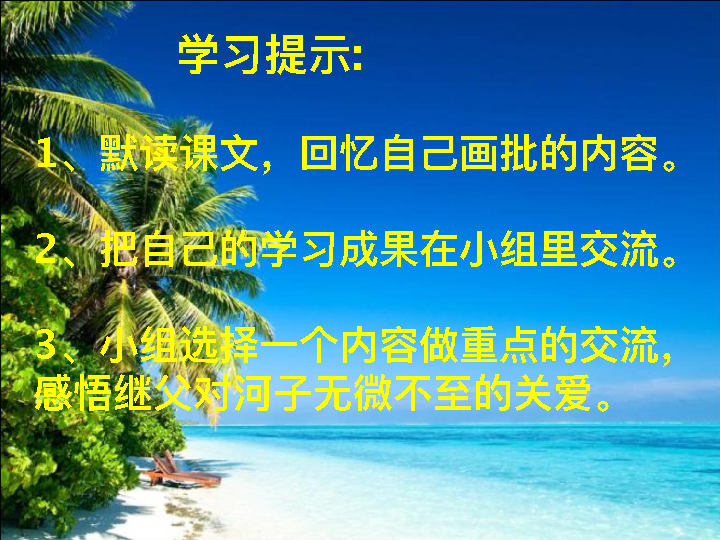 学习提示:
1、默读课文，回忆自己画批的内容。
2、把自己的学习成果在小组里交流。
3、小组选择一个内容做重点的交流，
感悟继父对河子无微不至的关爱。